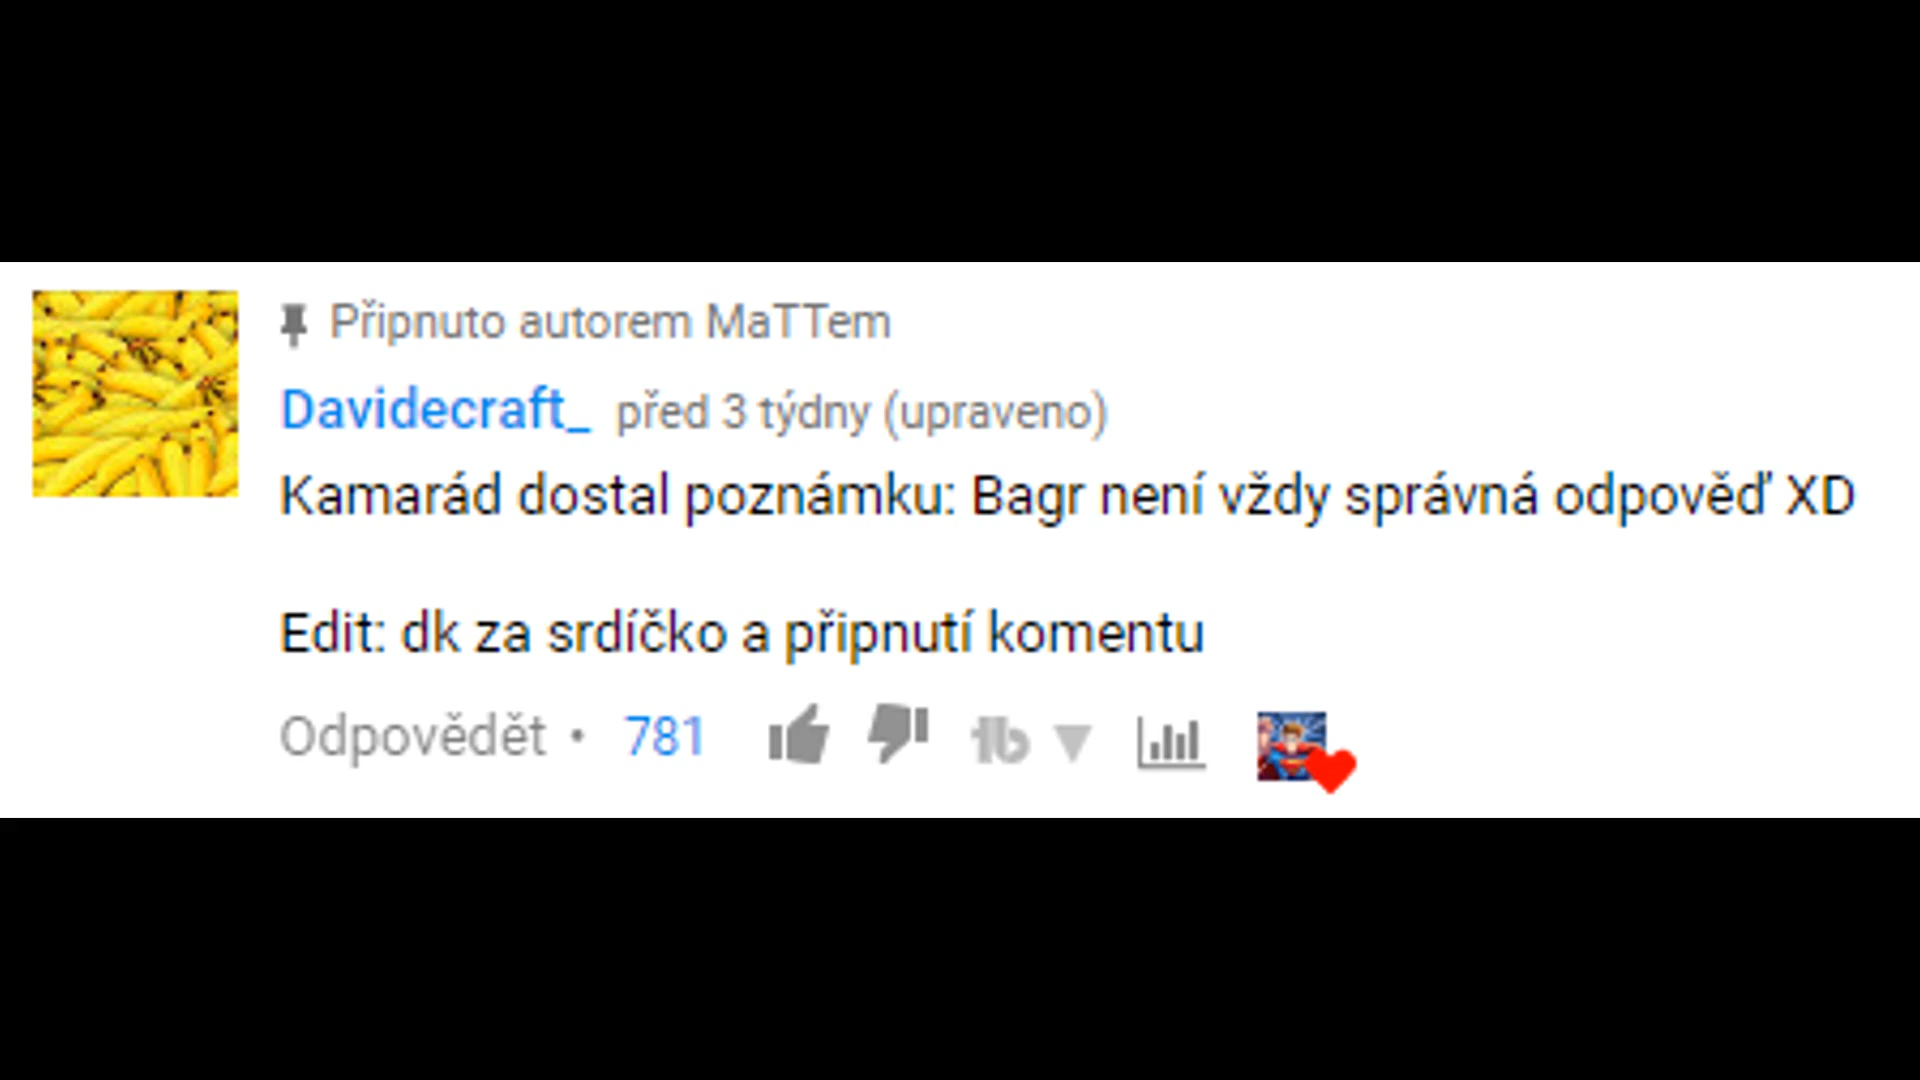 Připnuto autorem MaTTem
Davidecraft_ před 3 týdny (upraveno)
Kamarád dostal poznámku: Bagr není vždy správná odpověď XD
Edit: dk za srdíčko a připnutí komentu
Odpovědět • 781